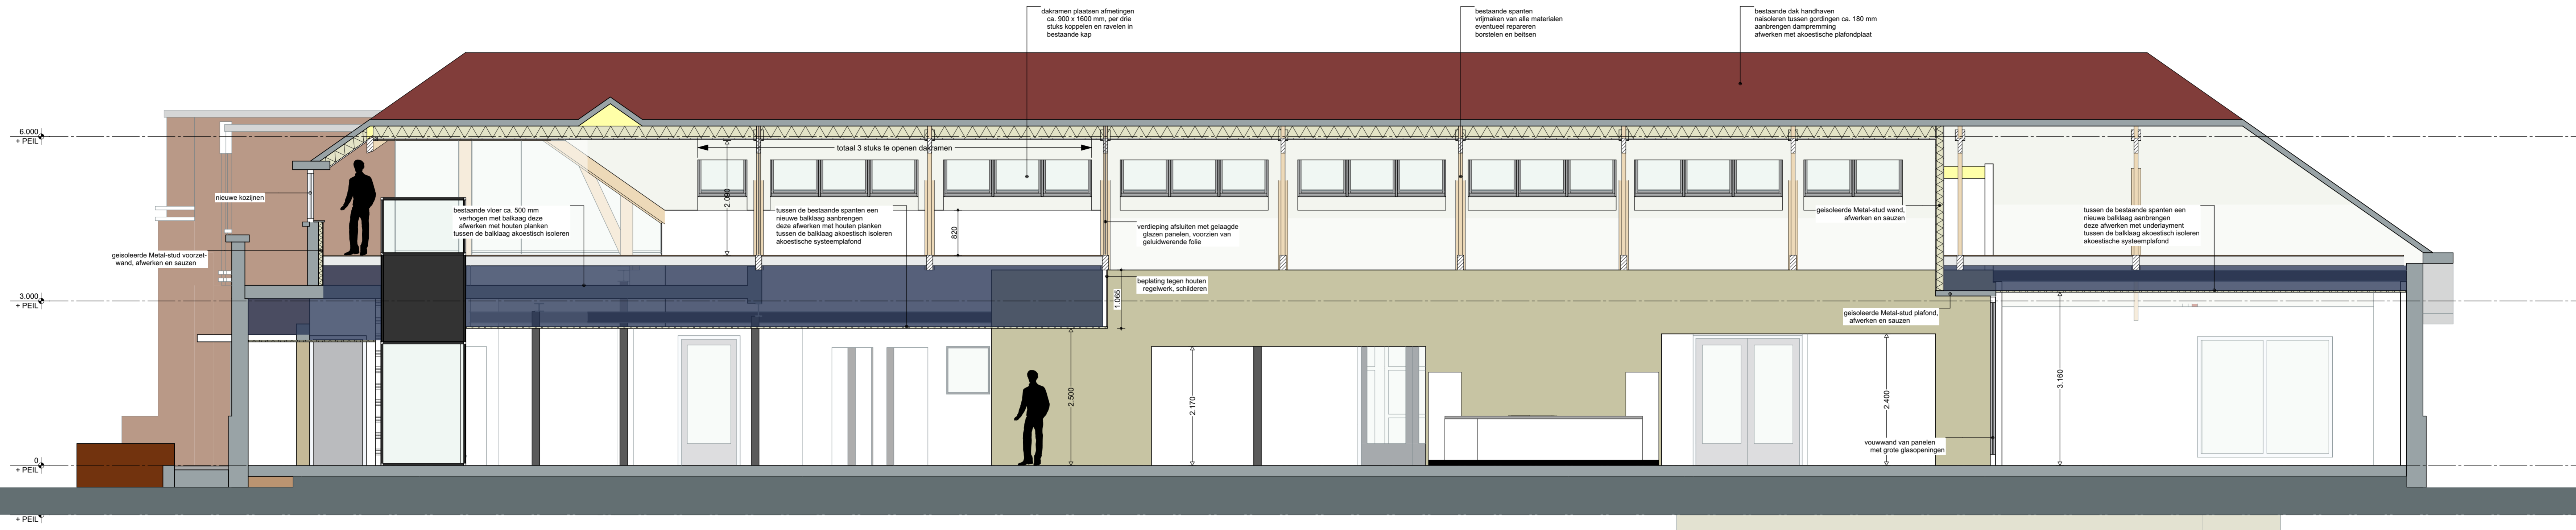 dakramen plaatsen afmetingen
ca. 900 x 1600 mm, per drie
stuks koppelen en ravelen in
bestaande kap
bestaande spanten
vrijmaken van alle materialen
eventueel repareren
borstelen en beitsen
bestaande dak handhaven
naisoleren tussen gordingen ca. 180 mm
aanbrengen dampremming
afwerken met akoestische plafondplaat
6.000
+ PEIL
totaal 3 stuks te openen dakramen
nieuwe kozijnen
2.090
bestaande vloer ca. 500 mm
verhogen met balkaag deze
afwerken met houten planken
tussen de balklaag akoestisch isoleren
tussen de bestaande spanten een
nieuwe balklaag aanbrengen
deze afwerken met houten planken
tussen de balklaag akoestisch isoleren
akoestische systeemplafond
820
verdieping afsluiten met gelaagde
glazen panelen, voorzien van
geluidwerende folie
geisoleerde Metal-stud wand,
afwerken en sauzen
tussen de bestaande spanten een
nieuwe balklaag aanbrengen
deze afwerken met underlayment
tussen de balklaag akoestisch isoleren
akoestische systeemplafond
geisoleerde Metal-stud voorzet-
wand, afwerken en sauzen
beplating tegen houten
regelwerk, schilderen
1.065
3.000
+ PEIL
geisoleerde Metal-stud plafond,
afwerken en sauzen
2.500
2.170
2.400
3.160
vouwwand van panelen
met grote glasopeningen
0
+ PEIL
+ PEIL